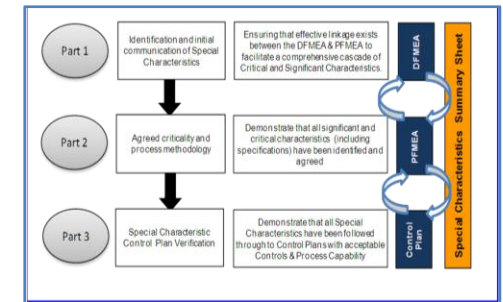 Part 1
Identification and initial
communication of Special
Characteristics
Ensuring that effective linkage exists
between the DFMEA & PFMEA to
facilitate a comprehensive cascade of
Critical and Significant Characteristics.
DFMEA
Part 2
Agreed criticality and
process methodology
Demonstrate that all significant and
critical characteristics (including
specifications) have been identified and
agreed
PFMEA
Part 3
Special Characteristic
Control Plan Verification
Demonstrate that all Special
Characteristics have been followed
through to Control Plans with acceptable
Controls & Process Capability
Control
Plan
Special Characteristics Summary Sheet